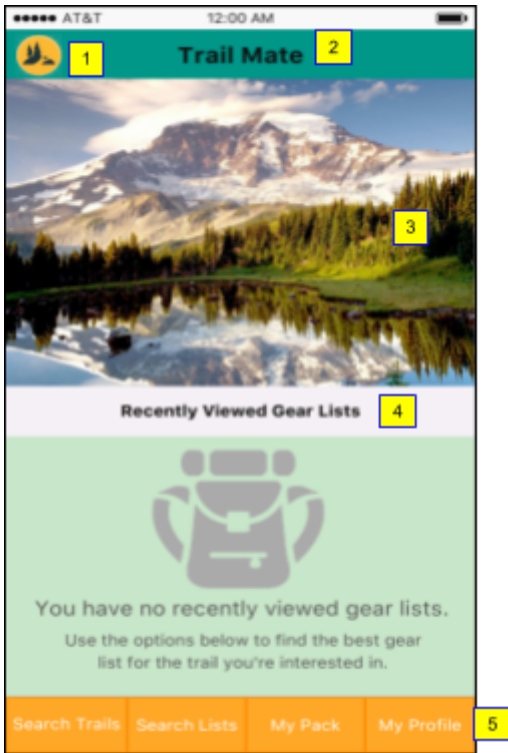 AT&T 12:00 AM
1 Trail Mate 2
3
Recently Viewed Gear Lists 4
You have no recently viewed gear lists.
Use the options below to find the best gear
list for the trail you're interested in.
Search Trails Search Lists My Pack My Profile 5